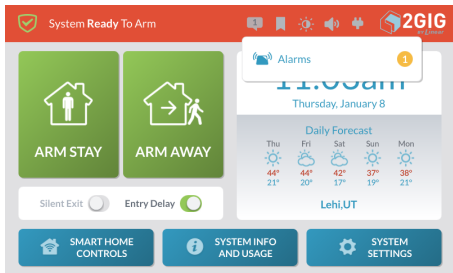 System Ready To Arm
1
2GIG
Alarms
1
Thursday, January 8
ARM STAY
ARM AWAY
Daily Forecast
Thu Fri Sat Sun Mon
44° 44° 42° 37° 38°
21° 20° 17° 19° 21°
Lehi,UT
Silent Exit
Entry Delay
SMART HOME
CONTROLS
SYSTEM INFO
AND USAGE
SYSTEM
SETTINGS